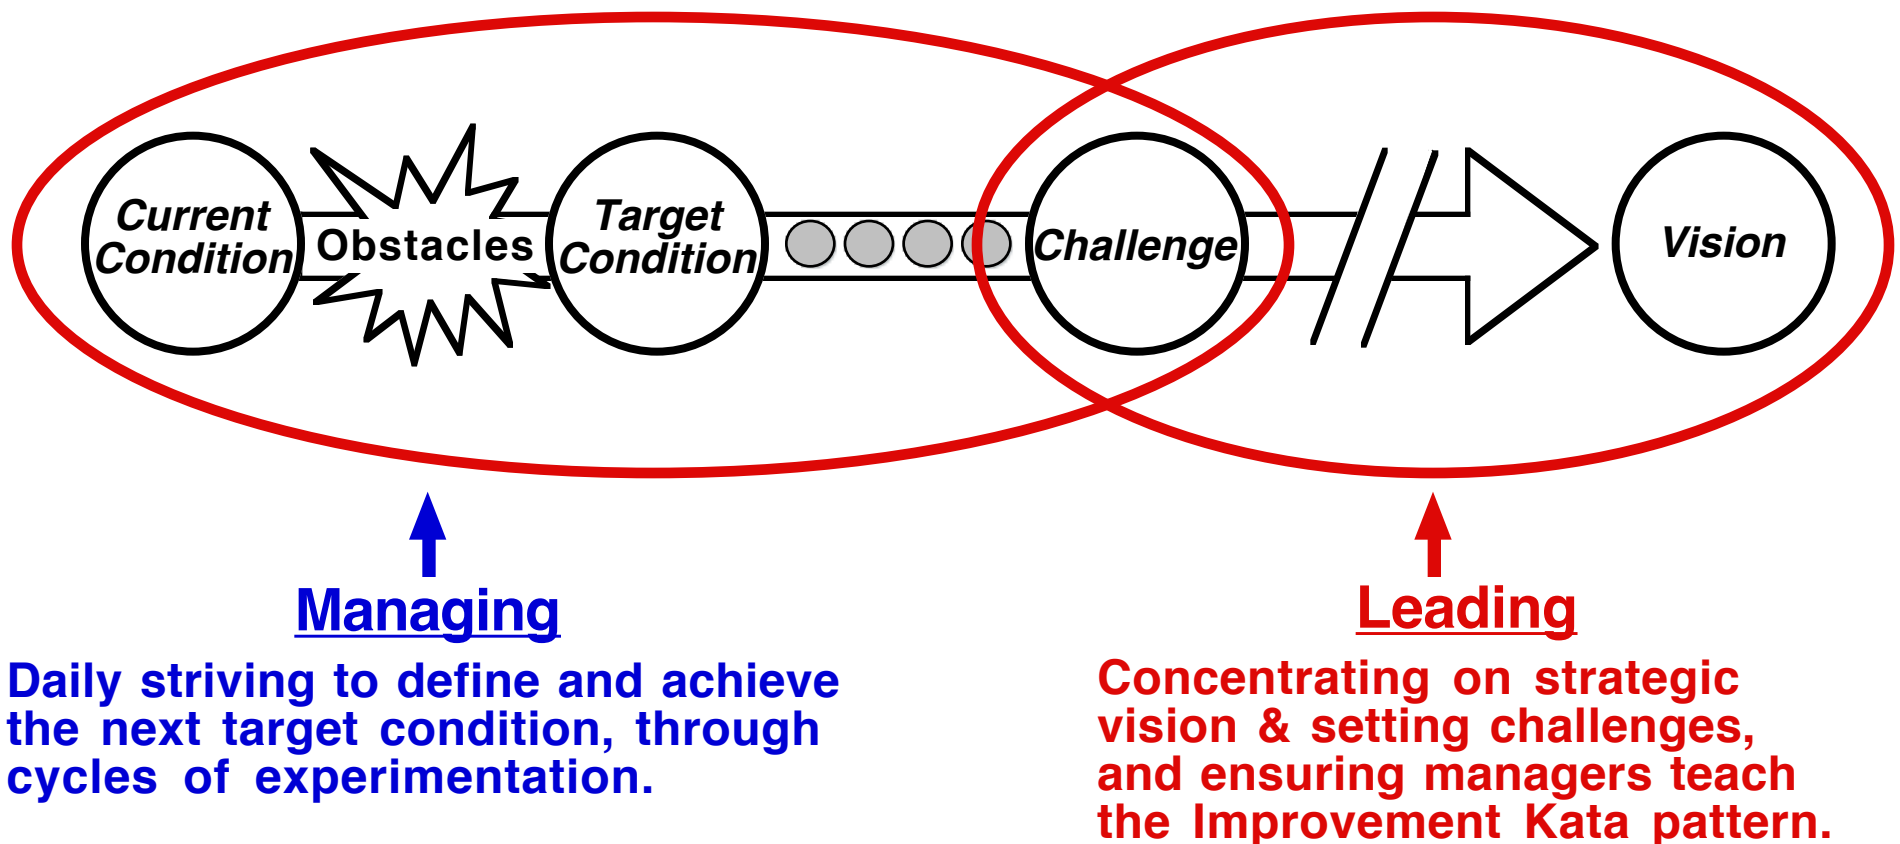 Current
Condition
Obstacles
Target
Condition
Challenge
Vision
Managing
Daily striving to define and achieve
the next target condition, through
cycles of experimentation.
Leading
Concentrating on strategic
vision & setting challenges,
and ensuring managers teach
the Improvement Kata pattern.